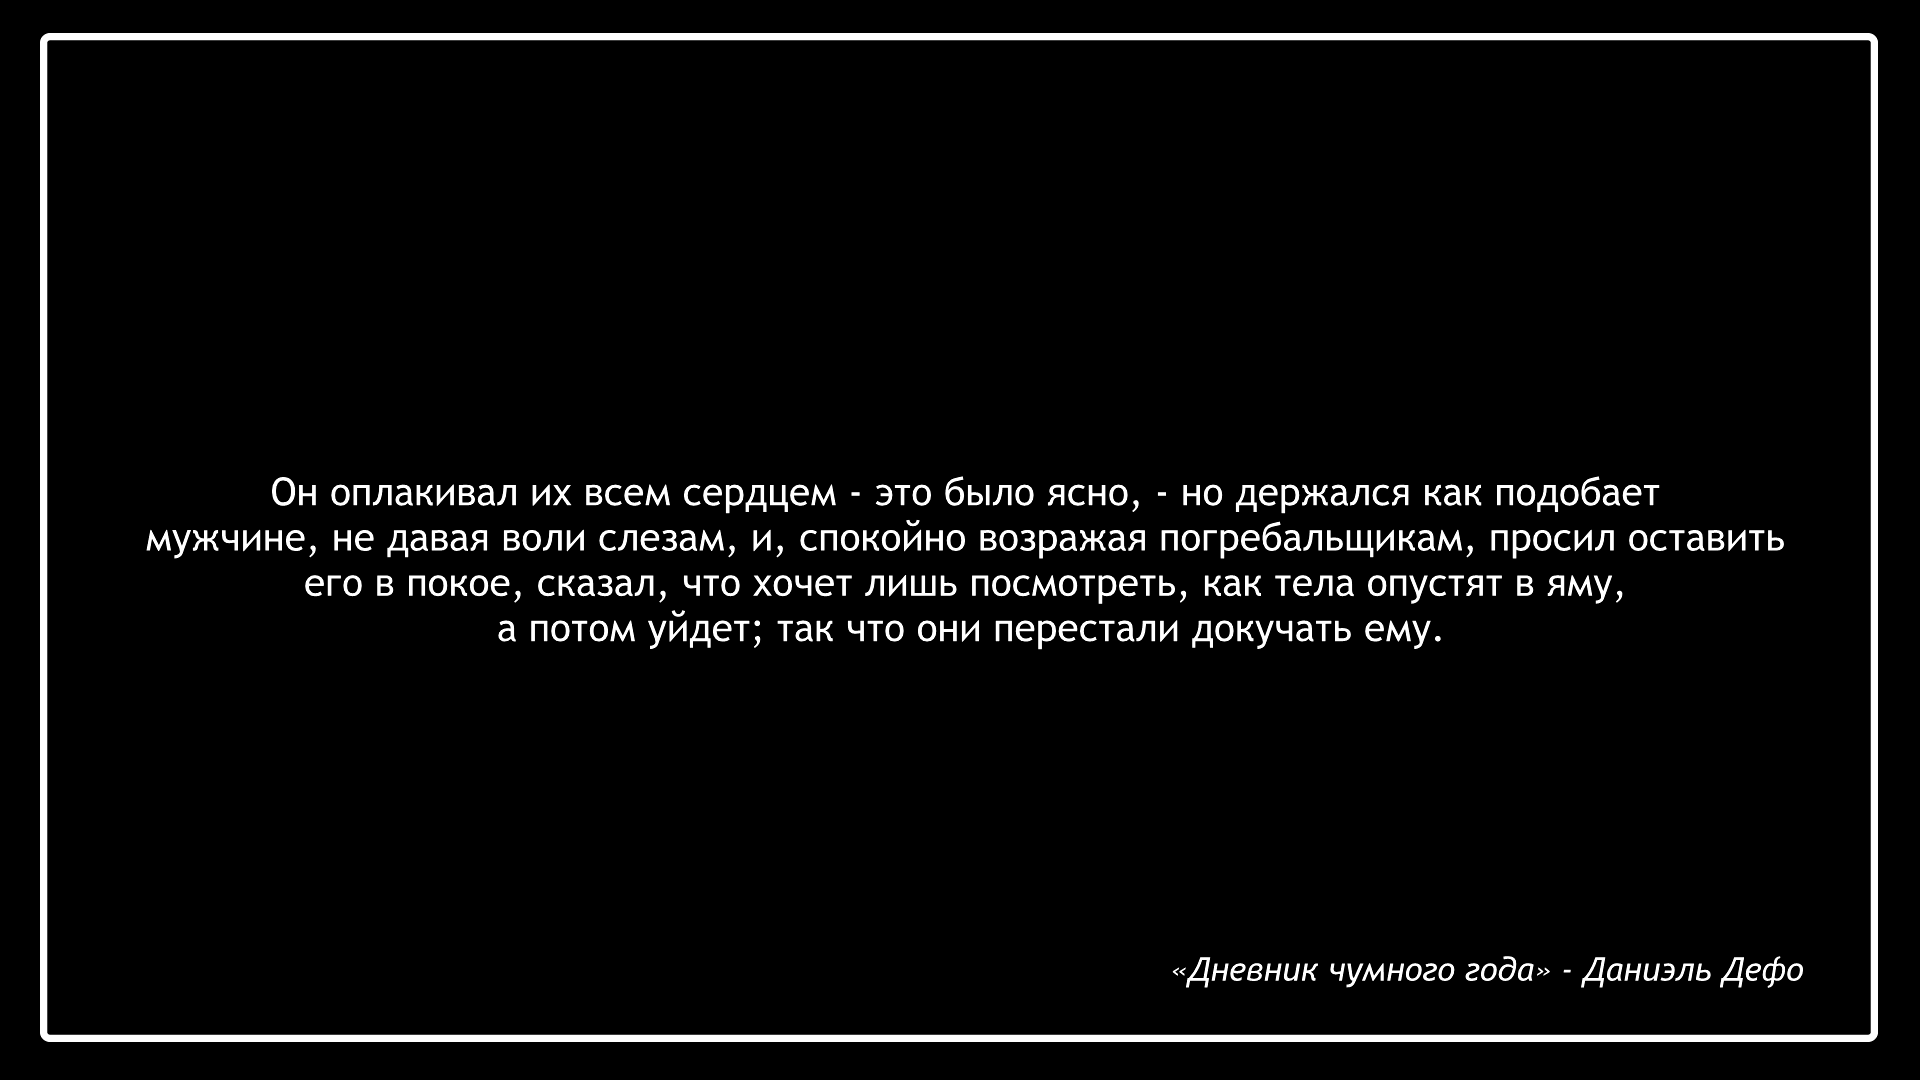 Он оплакивал их всем сердцем - это было ясно, - но держался как подобает
мужчине, не давая воли слезам, и, спокойно возражая погребальщикам, просил оставить
его в покое, сказал, что хочет лишь посмотреть, как тела опустят в яму,
а потом уйдет; так что они перестали докучать ему.
«Дневник чумного года» - Даниэль Дефо